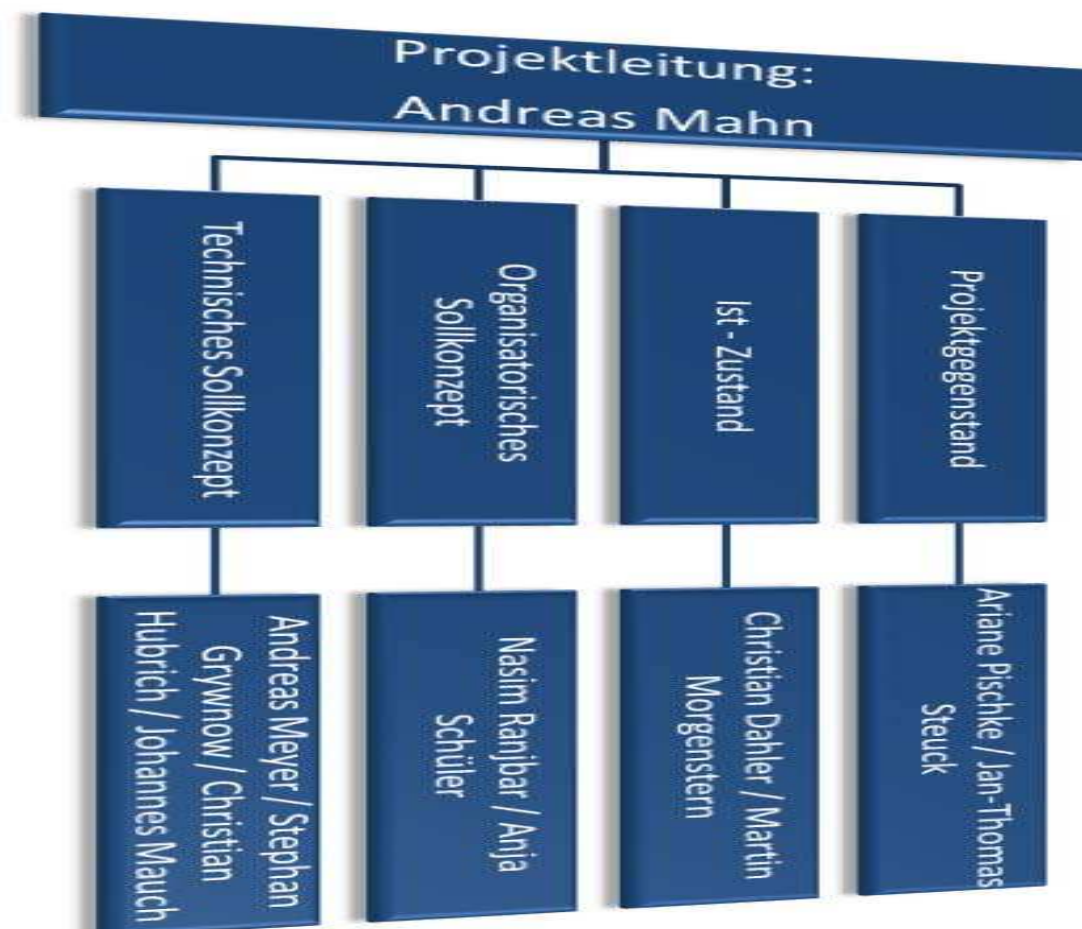 Projektleitung:
Andreas Mahn
Technisches Sollkonzept
Organisatorisches
Sollkonzept
Ist - Zustand
Projektgegenstand
Andreas Meyer / Stephan
Grywnow / Christian
Hubrich / Johannes Mauch
Nasim Ranjbar / Anja
Schüler
Christian Dahler / Martin
Morgenstern
Ariane Pischke / Jan-Thomas
Steuck